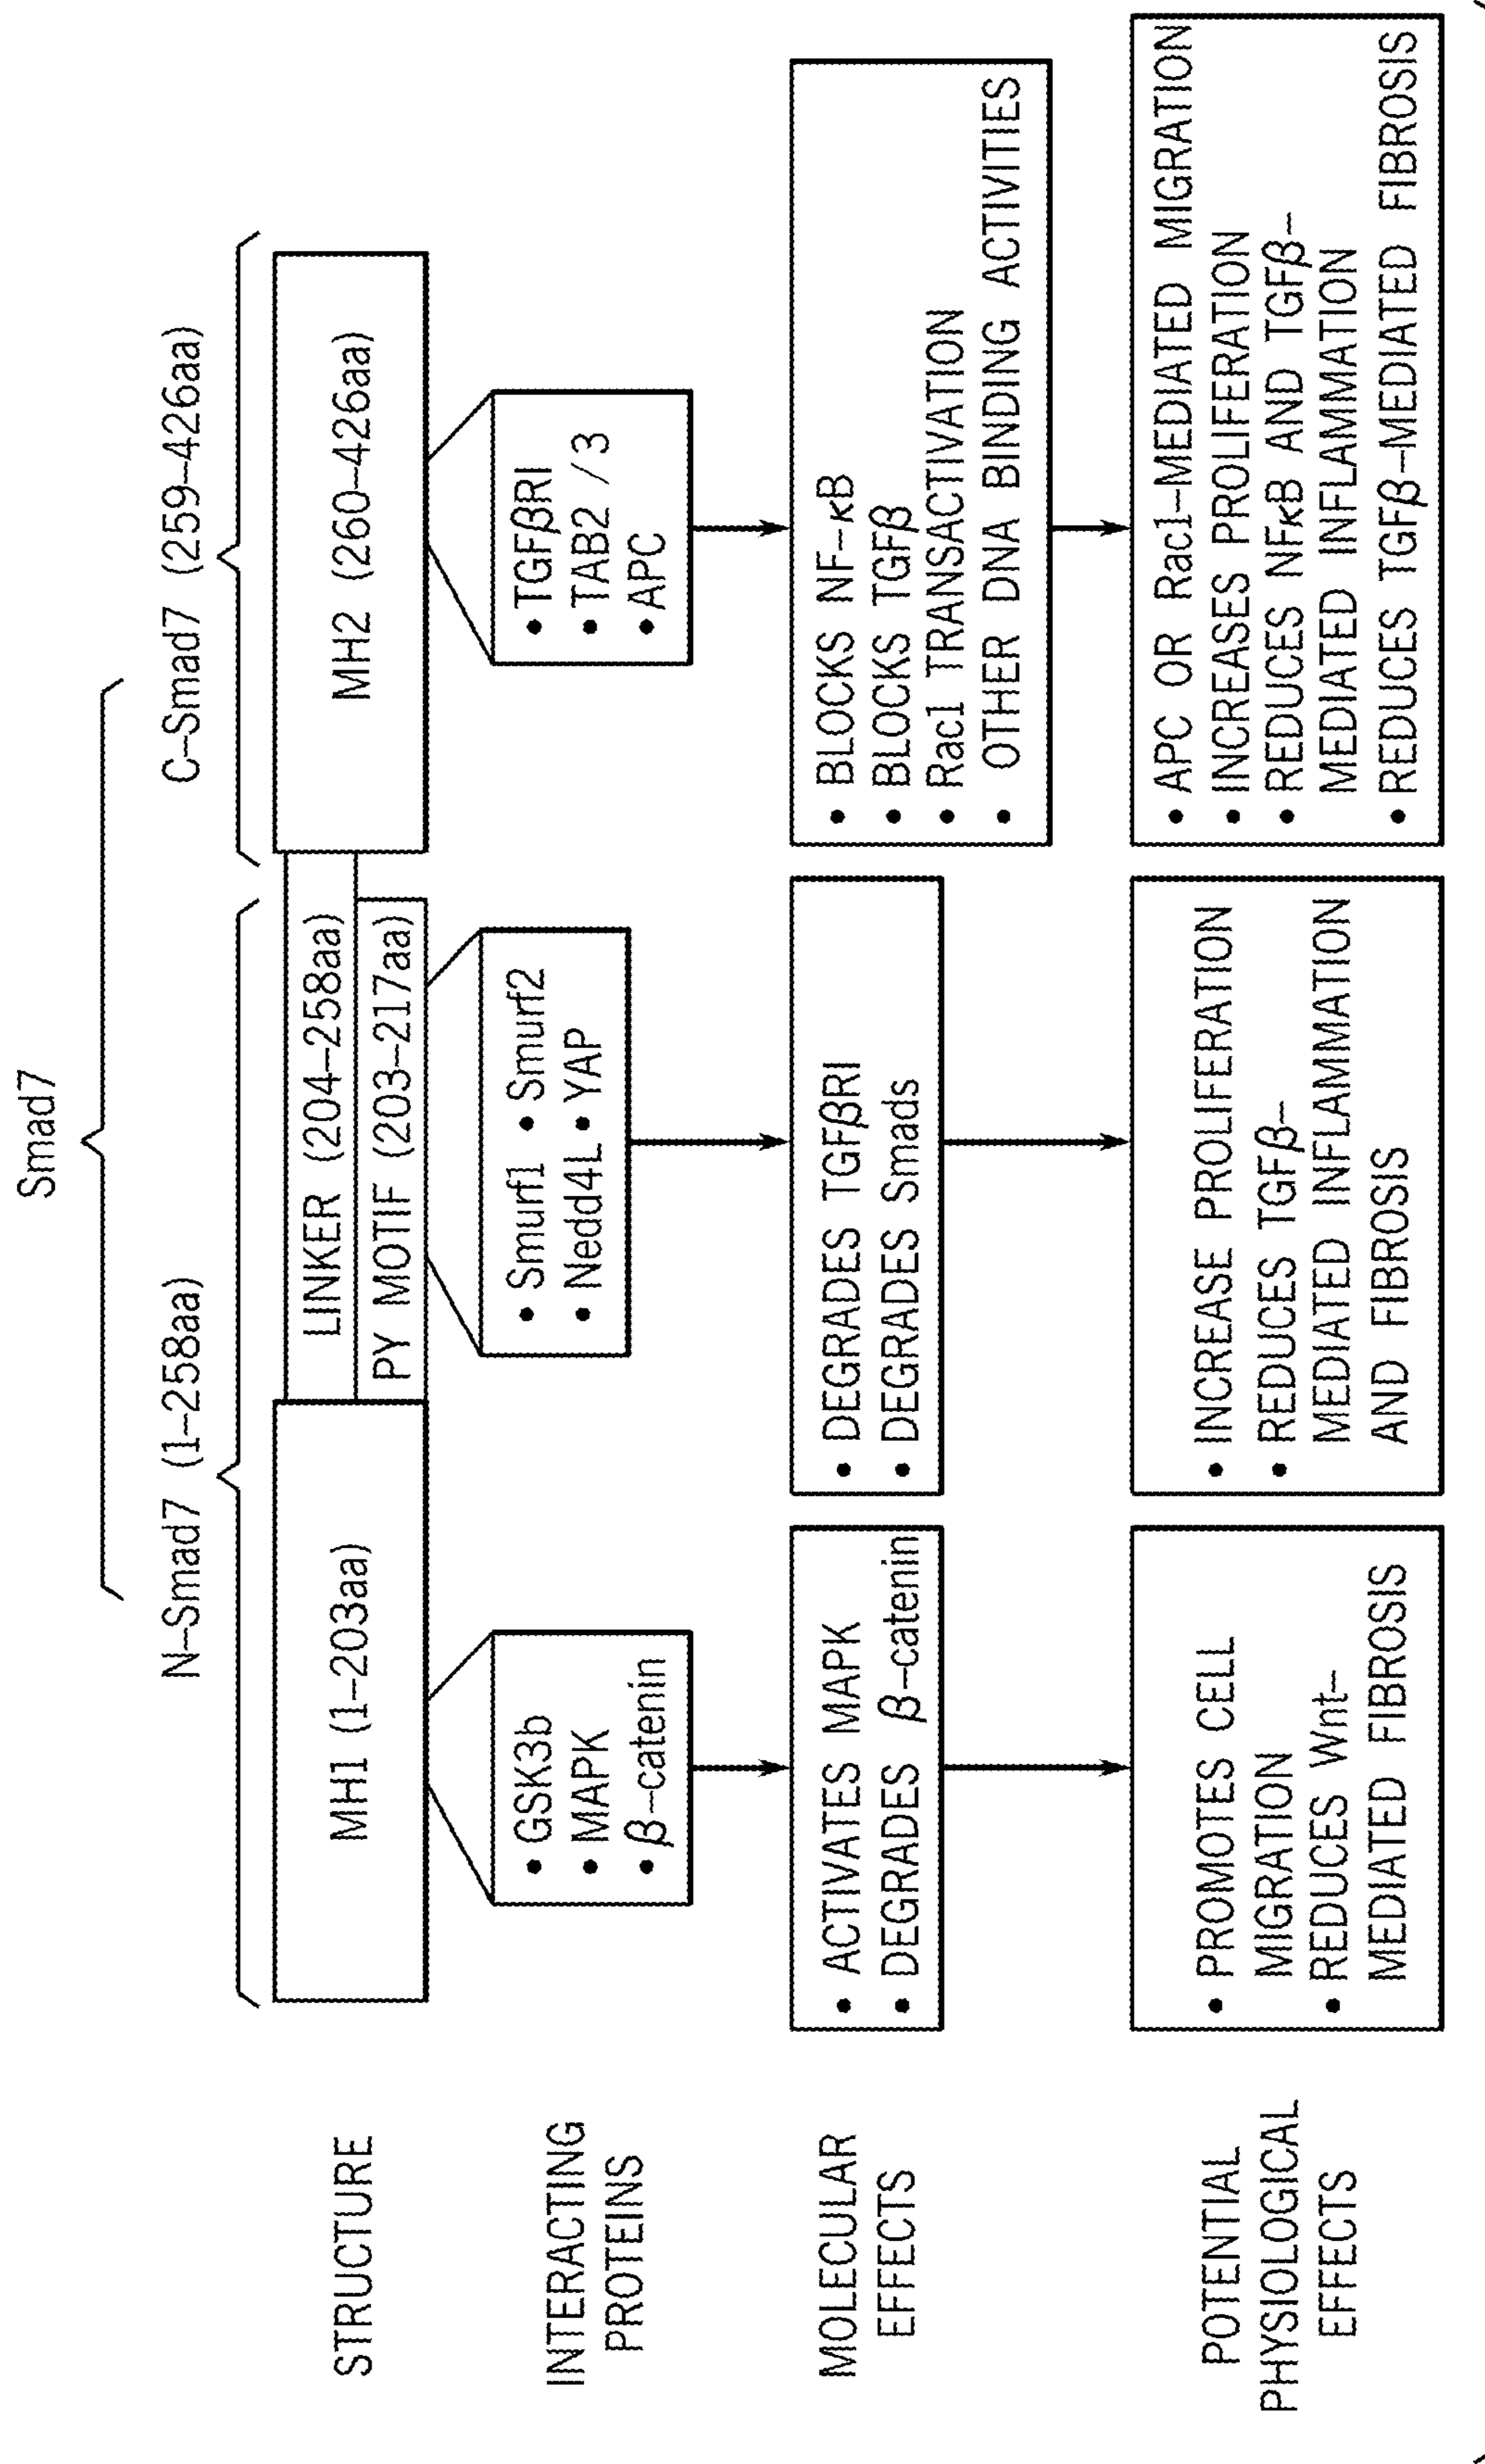 Smad7
N–Smad7 (1–258aa)
C–Smad7 (259–426aa)
STRUCTURE
MH1 (1–203aa)
LINKER (204–258aa)
PY MOTIF (203–217aa)
MH2 (260–426aa)
INTERACTING
PROTEINS
• GSK3b
• MAPK
• β–catenin
• Smurf1 • Smurf2
• Nedd4L • YAP
• TGFβRI
• TAB2 / 3
• APC
MOLECULAR
EFFECTS
• ACTIVATES MAPK
• DEGRADES β–catenin
• DEGRADES TGFβRI
• DEGRADES Smads
• BLOCKS NF–κB
• BLOCKS TGFβ
• Rac1 TRANSACTIVATION
• OTHER DNA BINDING ACTIVITIES
POTENTIAL
PHYSIOLOGICAL
EFFECTS
• PROMOTES CELL
MIGRATION
• REDUCES Wnt–
MEDIATED FIBROSIS
• INCREASE PROLIFERATION
• REDUCES TGFβ–
MEDIATED INFLAMMATION
AND FIBROSIS
• APC OR Rac1–MEDIATED MIGRATION
• INCREASES PROLIFERATION
• REDUCES NFκB AND TGFβ–
MEDIATED INFLAMMATION
• REDUCES TGFβ–MEDIATED FIBROSIS